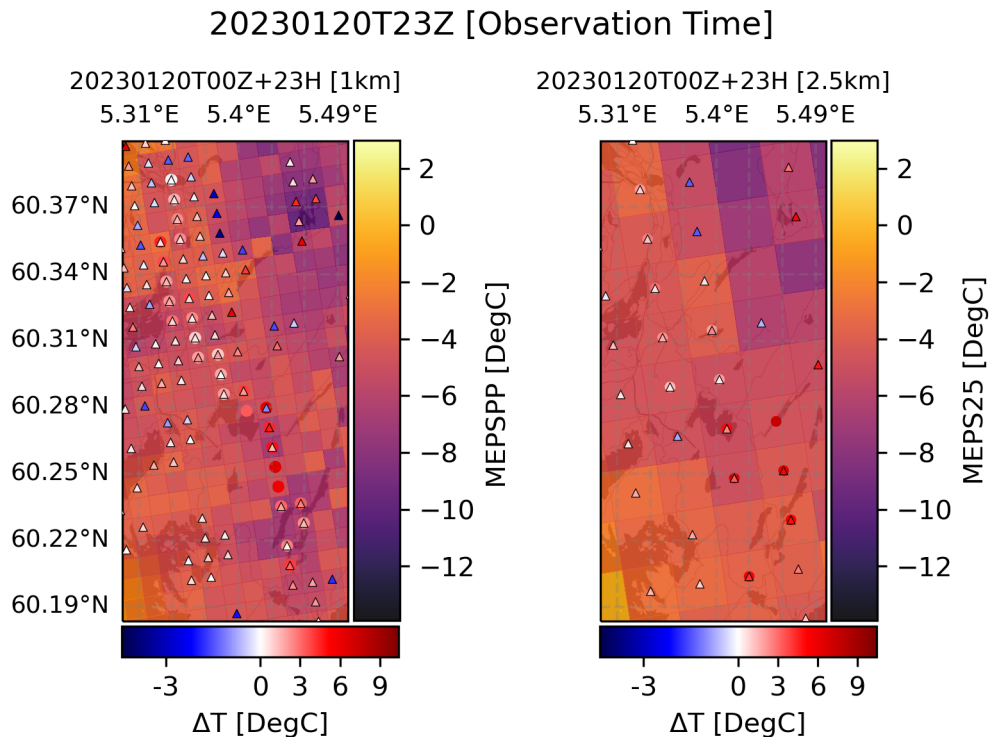 20230120T23Z [Observation Time]
20230120T00Z+23H [1km]
20230120T00Z+23H [2.5km]
5.31°E 5.4°E 5.49°E
5.31°E 5.4°E 5.49°E
60.37°N
60.34°N
60.31°N
60.28°N
60.25°N
60.22°N
60.19°N
2
0
−2
−4
−6
−8
−10
−12
MEPSPP [DegC]
2
0
−2
−4
−6
−8
−10
−12
MEPS25 [DegC]
-3 0 3 6 9
ΔT [DegC]
-3 0 3 6 9
ΔT [DegC]